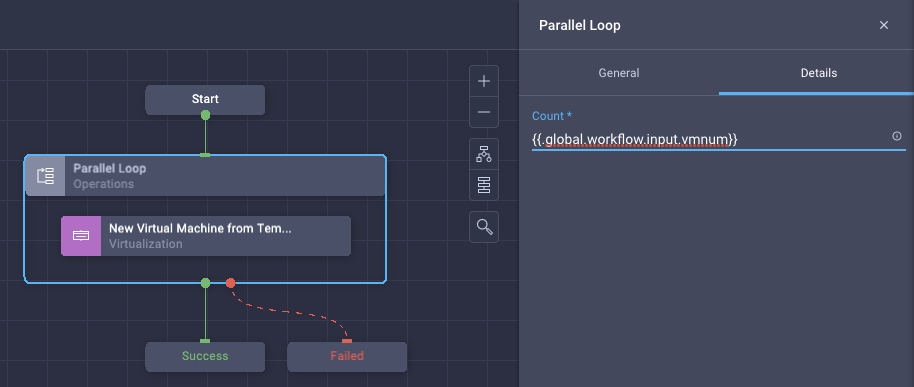 Start
Parallel Loop
Operations
New Virtual Machine from Tem...
Virtualization
Success
Failed
Parallel Loop
General
Details
Count *
{{.global.workflow.input.vmnum}}